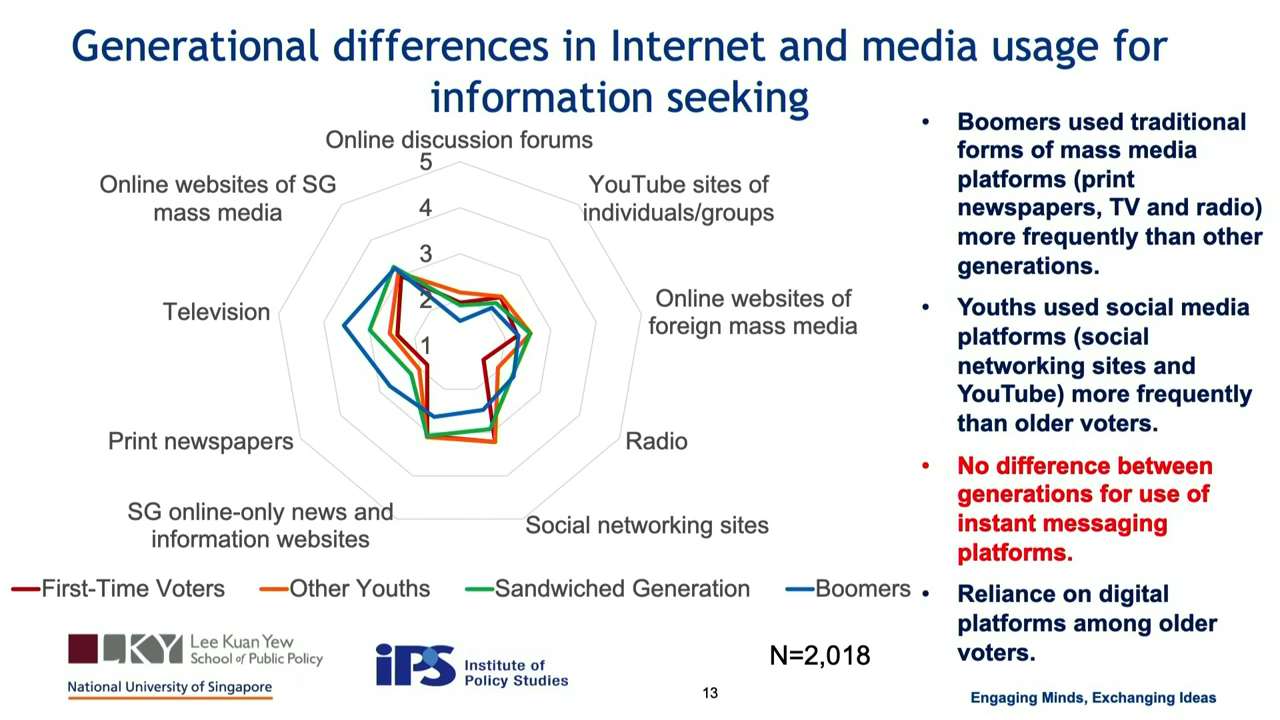 Generational differences in Internet and media usage for
information seeking
Online discussion forums
5
4
3
2
1
Online websites of SG
mass media
YouTube sites of
individuals/groups
Television
Online websites of
foreign mass media
Print newspapers
Radio
SG online-only news and
information websites
Social networking sites
First-Time Voters
Other Youths
Sandwiched Generation
Boomers
• Boomers used traditional
forms of mass media
platforms (print
newspapers, TV and radio)
more frequently than other
generations.
• Youths used social media
platforms (social
networking sites and
YouTube) more frequently
than older voters.
• No difference between
generations for use of
instant messaging
platforms.
• Reliance on digital
platforms among older
voters.
LKY
Lee Kuan Yew
School of Public Policy
National University of Singapore
iPS
Institute of
Policy Studies
N=2,018
13
Engaging Minds, Exchanging Ideas